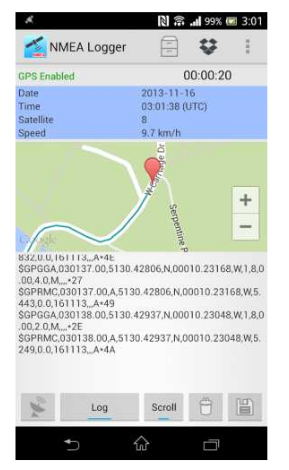 99% 3:01
NMEA Logger
GPS Enabled 00:00:20
Date 2013-11-16
Time 03:01:38 (UTC)
Satellite 8
Speed 9.7 km/h
W Carriage Dr
Serpentine P
+
−
832,0.0,161113,,,A*4E
$GPGGA,030137.00,5130.42806,N,00010.23168,W,1,8,0
.00,4.0,M,,,,*27
$GPRMC,030137.00,A,5130.42806,N,00010.23168,W,5.
443,0.0,161113,,,A*49
$GPGGA,030138.00,5130.42937,N,00010.23048,W,1,8,0
.00,2.0,M,,,,*2E
$GPRMC,030138.00,A,5130.42937,N,00010.23048,W,5.
249,0.0,161113,,,A*4A
Log Scroll